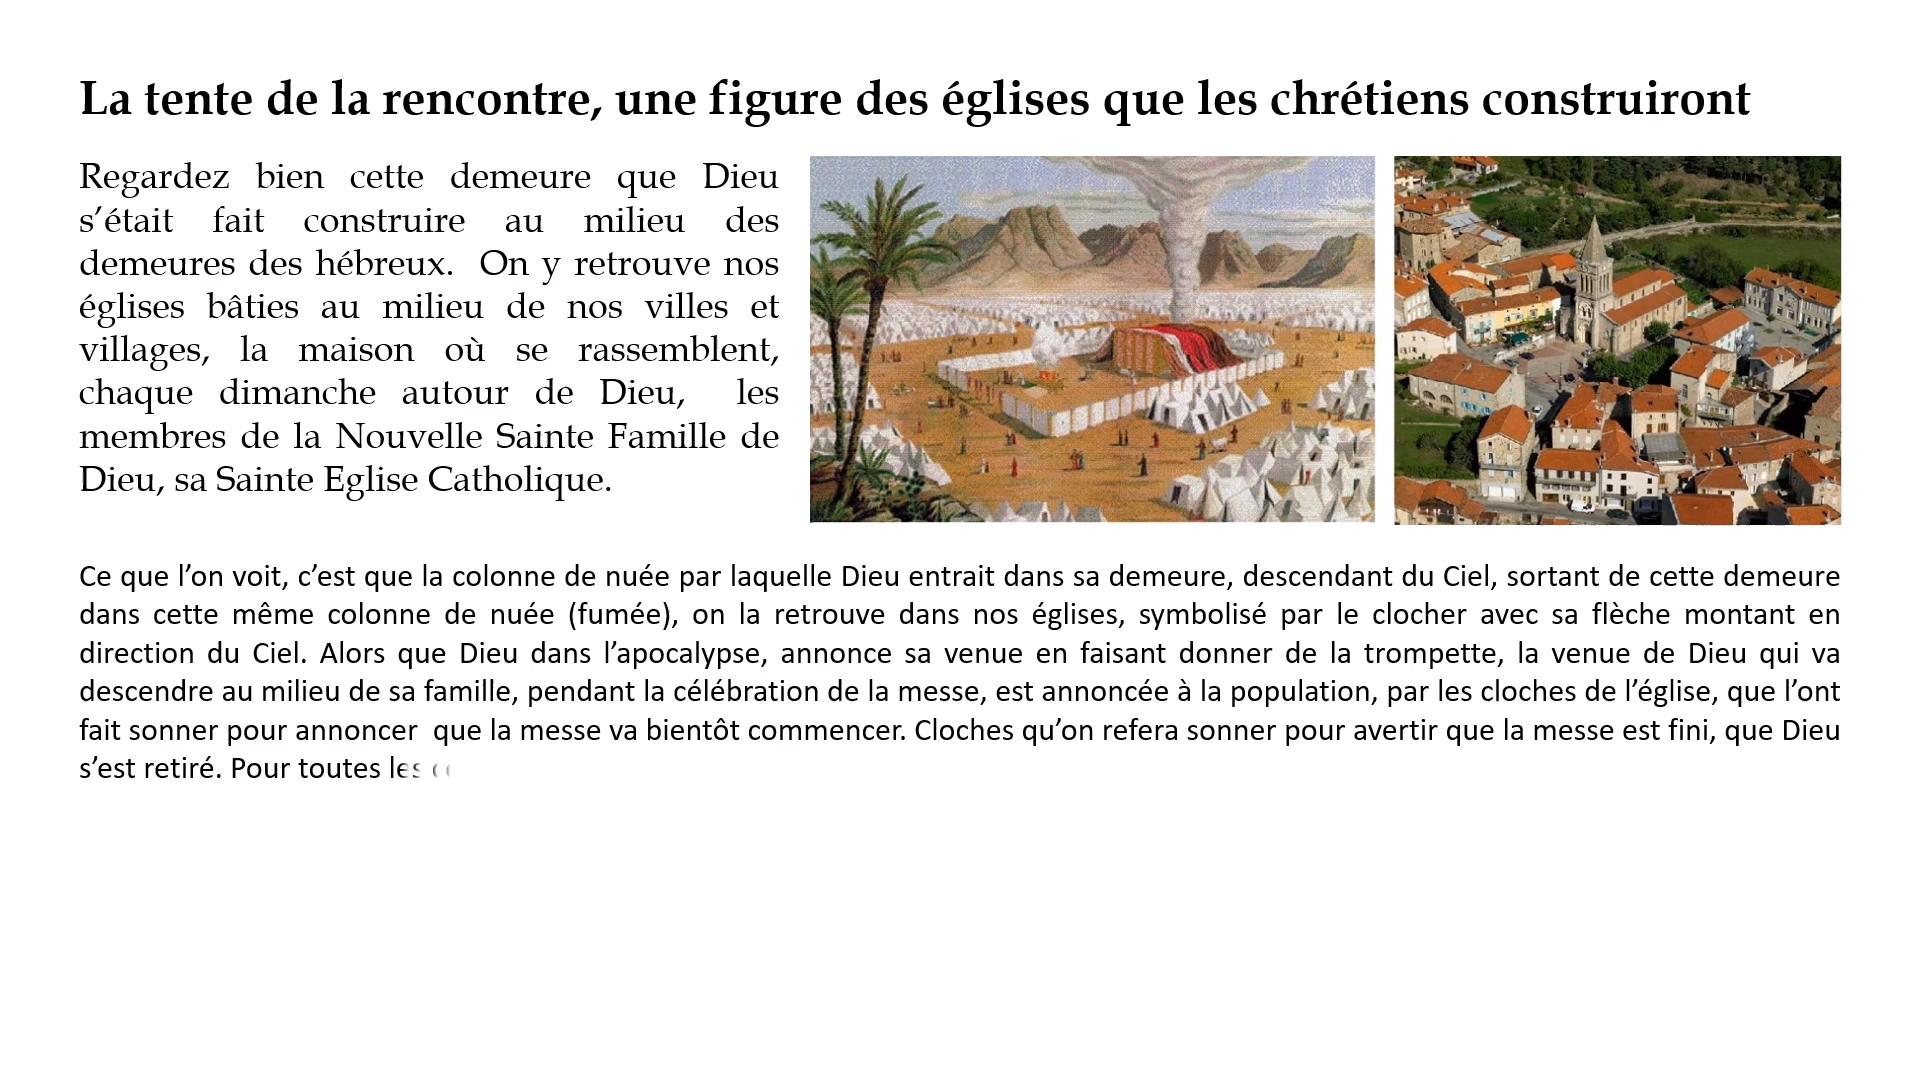 La tente de la rencontre, une figure des églises que les chrétiens construiront
Regardez bien cette demeure que Dieu
s’était fait construire au milieu des
demeures des hébreux.  On y retrouve nos
églises bâties au milieu de nos villes et
villages, la maison où se rassemblent,
chaque dimanche autour de Dieu,  les
membres de la Nouvelle Sainte Famille de
Dieu, sa Sainte Eglise Catholique.
Ce que l’on voit, c’est que la colonne de nuée par laquelle Dieu entrait dans sa demeure, descendant du Ciel, sortant de cette demeure
dans cette même colonne de nuée (fumée), on la retrouve dans nos églises, symbolisé par le clocher avec sa flèche montant en
direction du Ciel. Alors que Dieu dans l’apocalypse, annonce sa venue en faisant donner de la trompette, la venue de Dieu qui va
descendre au milieu de sa famille, pendant la célébration de la messe, est annoncée à la population, par les cloches de l’église, que l’ont
fait sonner pour annoncer  que la messe va bientôt commencer. Cloches qu’on refera sonner pour avertir que la messe est fini, que Dieu
s’est retiré. Pour toutes les